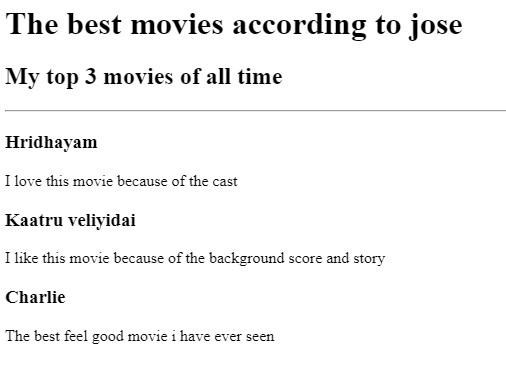 The best movies according to jose
My top 3 movies of all time
Hridhayam
I love this movie because of the cast
Kaatru veliyidai
I like this movie because of the background score and story
Charlie
The best feel good movie i have ever seen